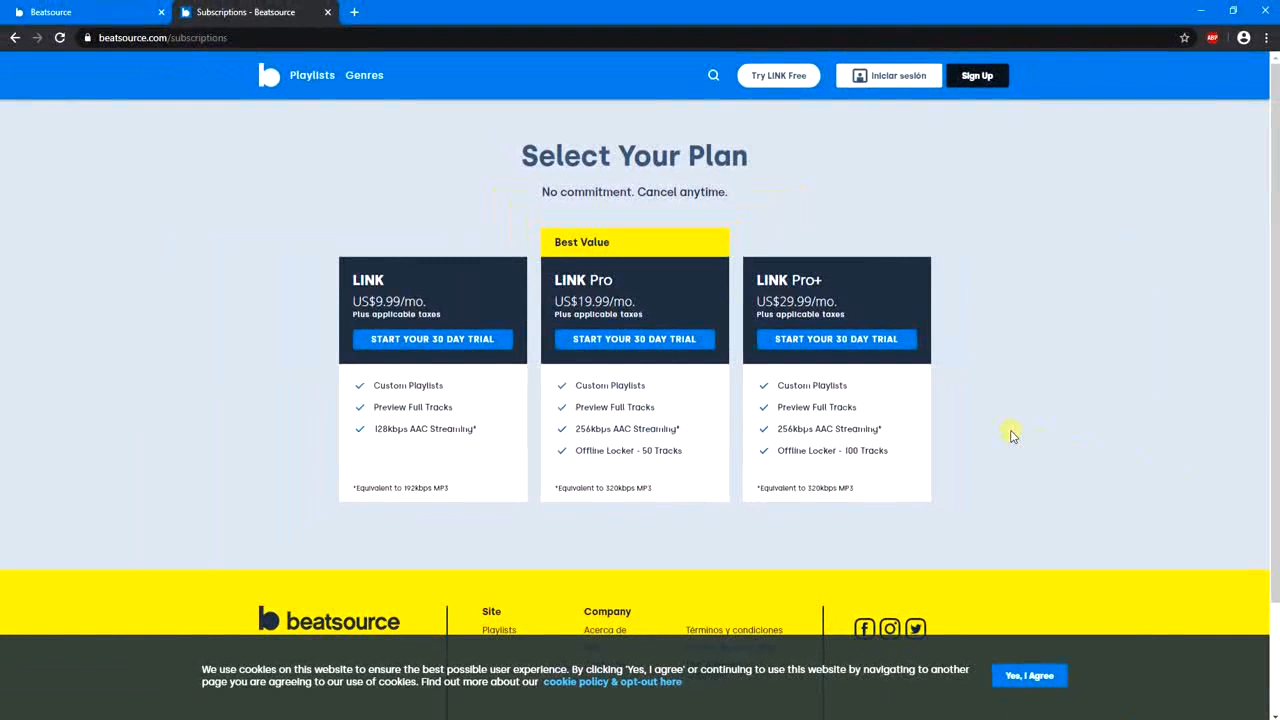 Beatsource
Subscriptions - Beatsource
beatsource.com/subscriptions
ABP
Playlists Genres
Try LINK Free
Iniciar sesión
Sign Up
Select Your Plan
No commitment. Cancel anytime.
Best Value
LINK
US$9.99/mo.
Plus applicable taxes
START YOUR 30 DAY TRIAL
Custom Playlists
Preview Full Tracks
128kbps AAC Streaming*
*Equivalent to 192kbps MP3
LINK Pro
US$19.99/mo.
Plus applicable taxes
START YOUR 30 DAY TRIAL
Custom Playlists
Preview Full Tracks
256kbps AAC Streaming*
Offline Locker - 50 Tracks
*Equivalent to 320kbps MP3
LINK Pro+
US$29.99/mo.
Plus applicable taxes
START YOUR 30 DAY TRIAL
Custom Playlists
Preview Full Tracks
256kbps AAC Streaming*
Offline Locker - 100 Tracks
*Equivalent to 320kbps MP3
beatsource
Site
Playlists
Company
Acerca de
Términos y condiciones
We use cookies on this website to ensure the best possible user experience. By clicking 'Yes, I agree' or continuing to use this website by navigating to another
page you are agreeing to our use of cookies. Find out more about our cookie policy & opt-out here
Yes, I Agree